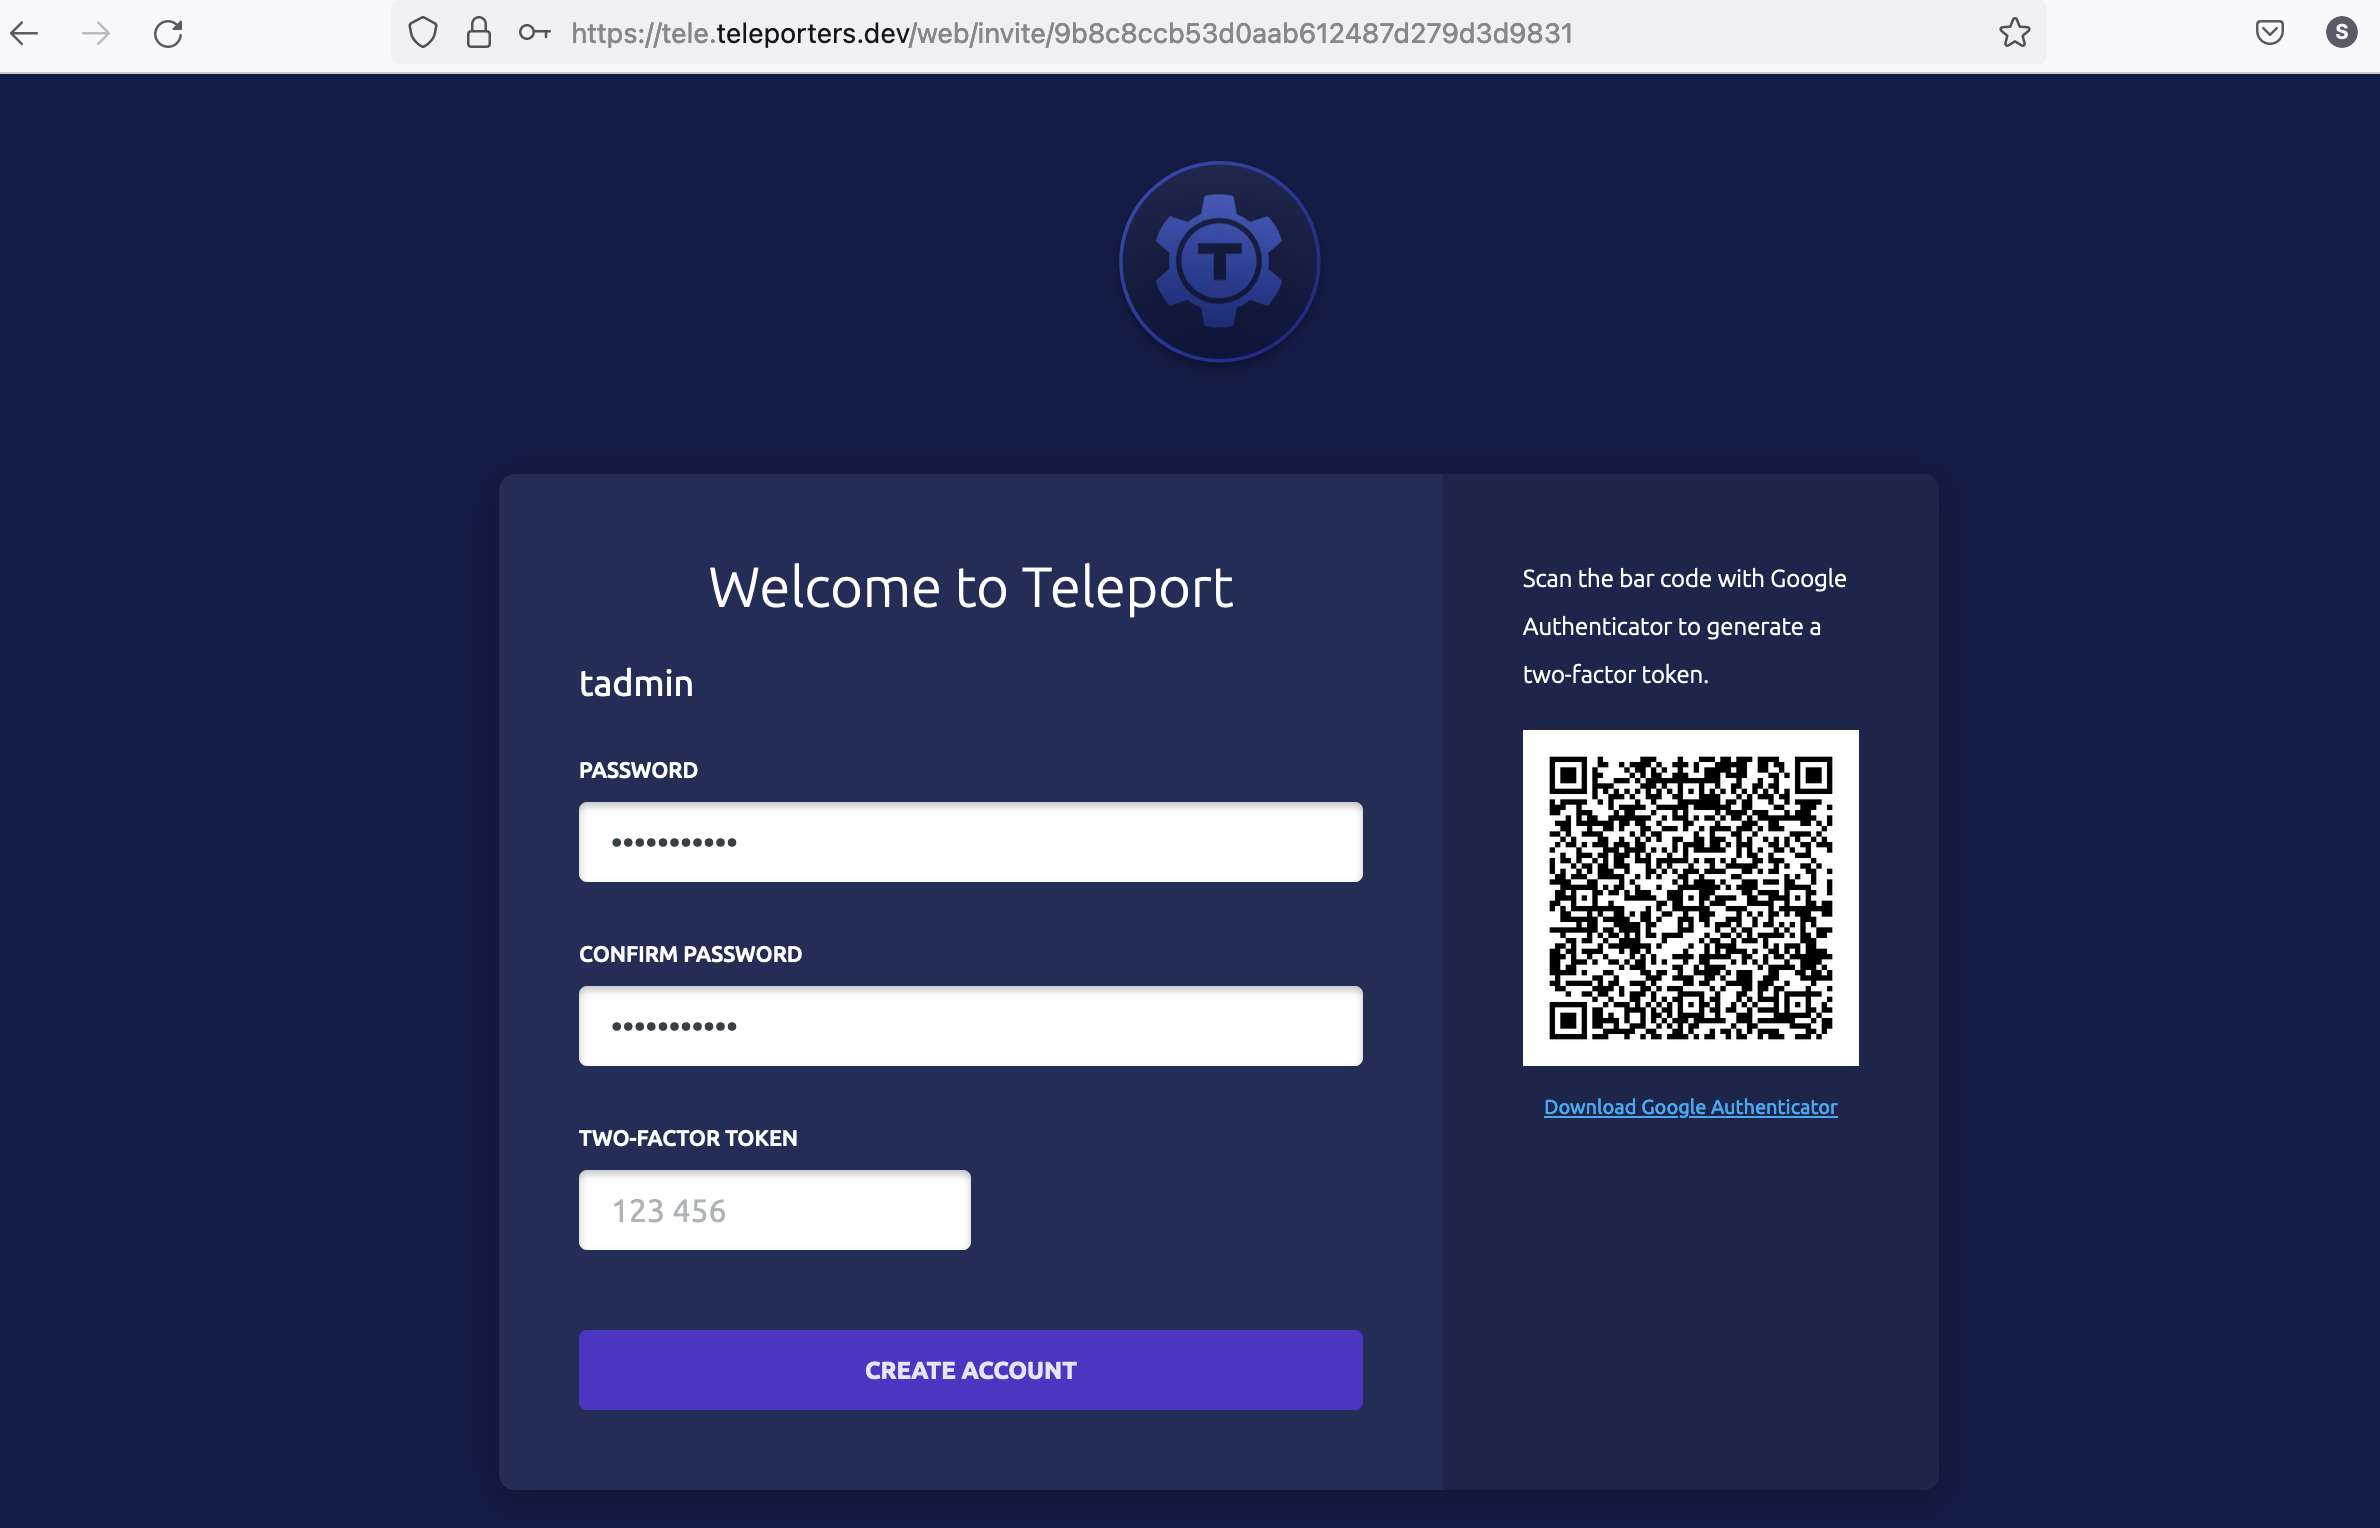 https://tele.teleporters.dev/web/invite/9b8c8ccb53d0aab612487d279d3d9831
S
T
Welcome to Teleport
tadmin
PASSWORD
•••••••••••
CONFIRM PASSWORD
•••••••••••
TWO-FACTOR TOKEN
123 456
CREATE ACCOUNT
Scan the bar code with Google
Authenticator to generate a
two-factor token.
Download Google Authenticator